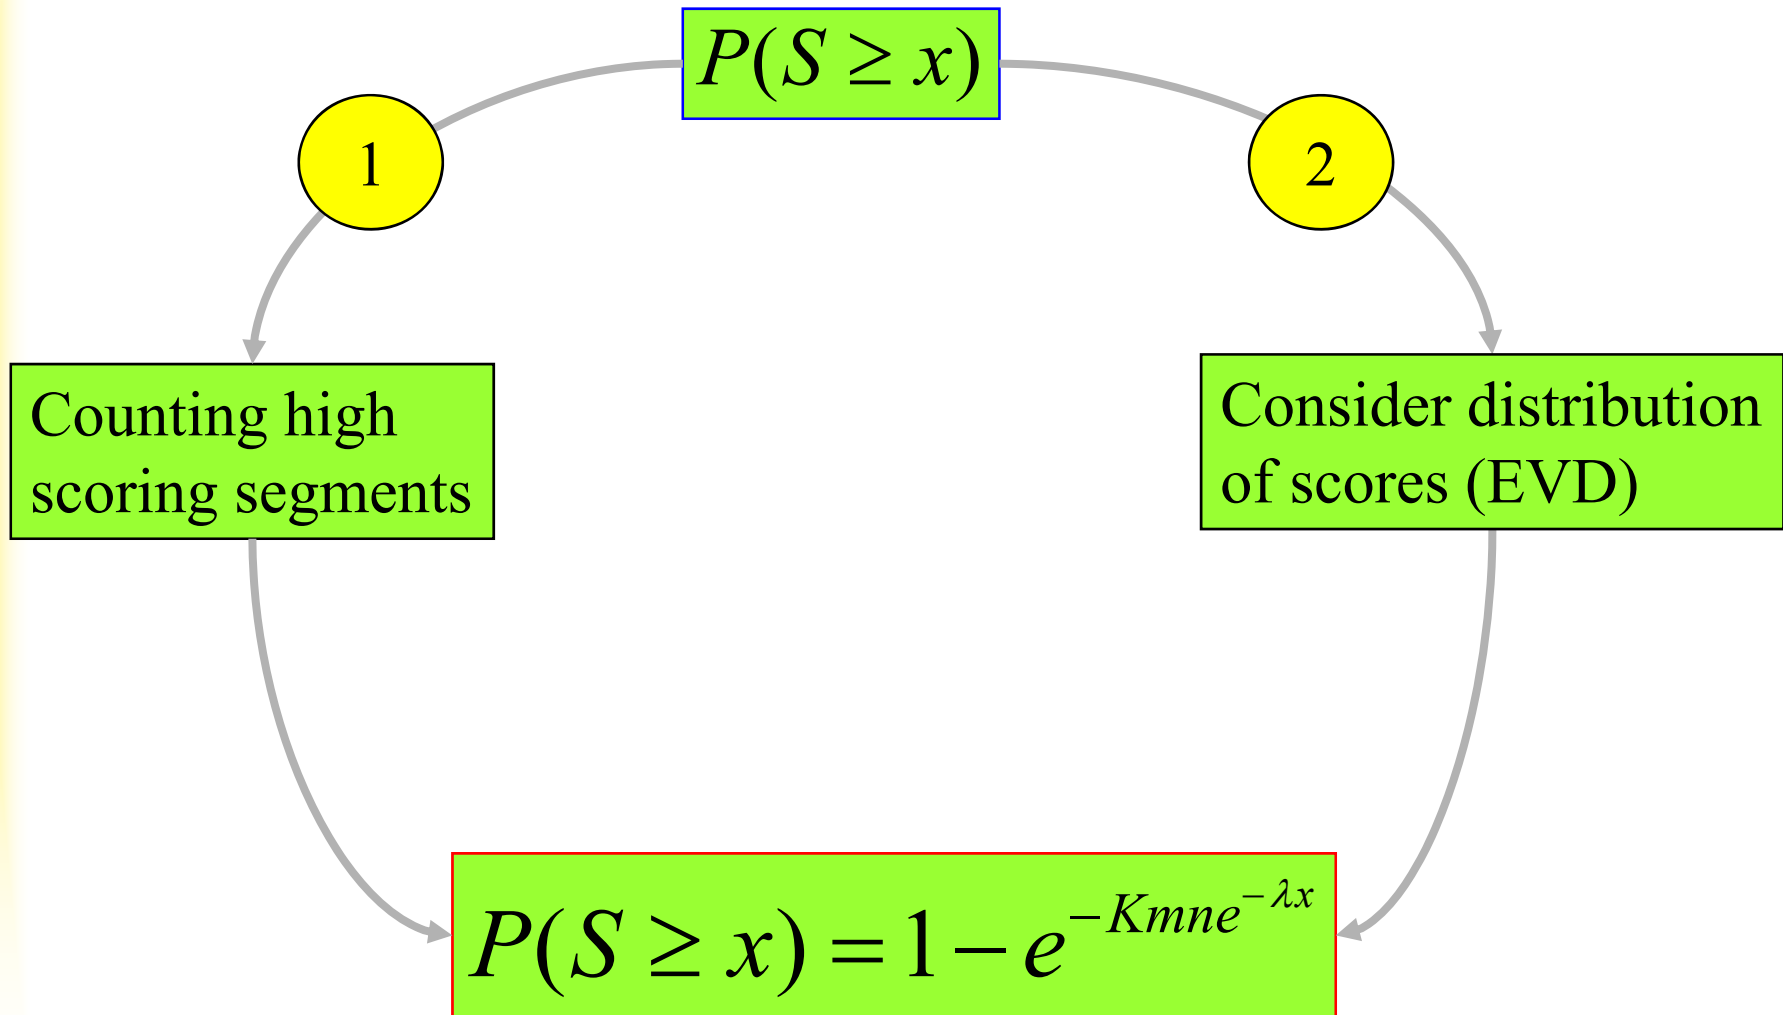 P(S ≥ x)
1
2
Counting high
scoring segments
Consider distribution
of scores (EVD)
P(S ≥ x) = 1 − e^{−Kmne^{−λx}}